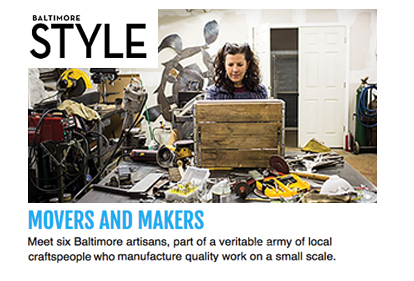 BALTIMORE
STYLE
MOVERS AND MAKERS
Meet six Baltimore artisans, part of a veritable army of local
craftspeople who manufacture quality work on a small scale.